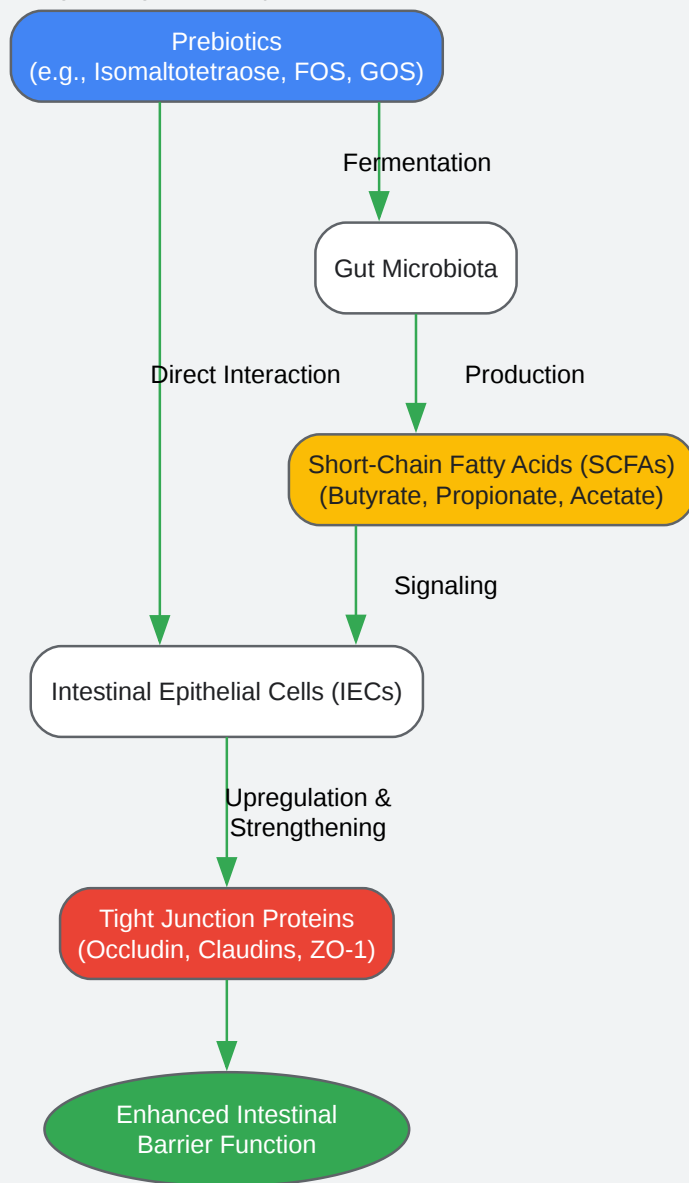 Prebiotics
(e.g., Isomaltotetraose, FOS, GOS)
Fermentation
Gut Microbiota
Direct Interaction
Production
Short-Chain Fatty Acids (SCFAs)
(Butyrate, Propionate, Acetate)
Signaling
Intestinal Epithelial Cells (IECs)
Upregulation &
Strengthening
Tight Junction Proteins
(Occludin, Claudins, ZO-1)
Enhanced Intestinal
Barrier Function